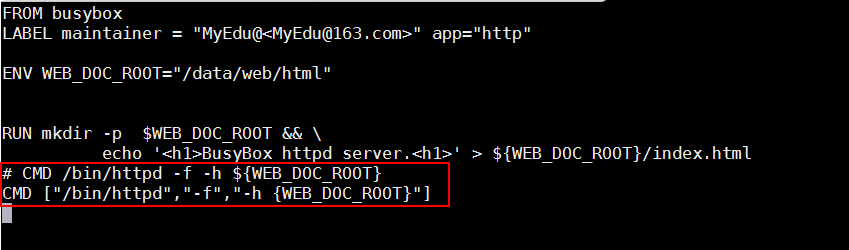 FROM busybox
LABEL maintainer = "MyEdu@<MyEdu@163.com>" app="http"
ENV WEB_DOC_ROOT="/data/web/html"
RUN mkdir -p  $WEB_DOC_ROOT && \
echo '<h1>BusyBox httpd server.<h1>' > ${WEB_DOC_ROOT}/index.html
# CMD /bin/httpd -f -h ${WEB_DOC_ROOT}
CMD ["/bin/httpd","-f","-h {WEB_DOC_ROOT}"]